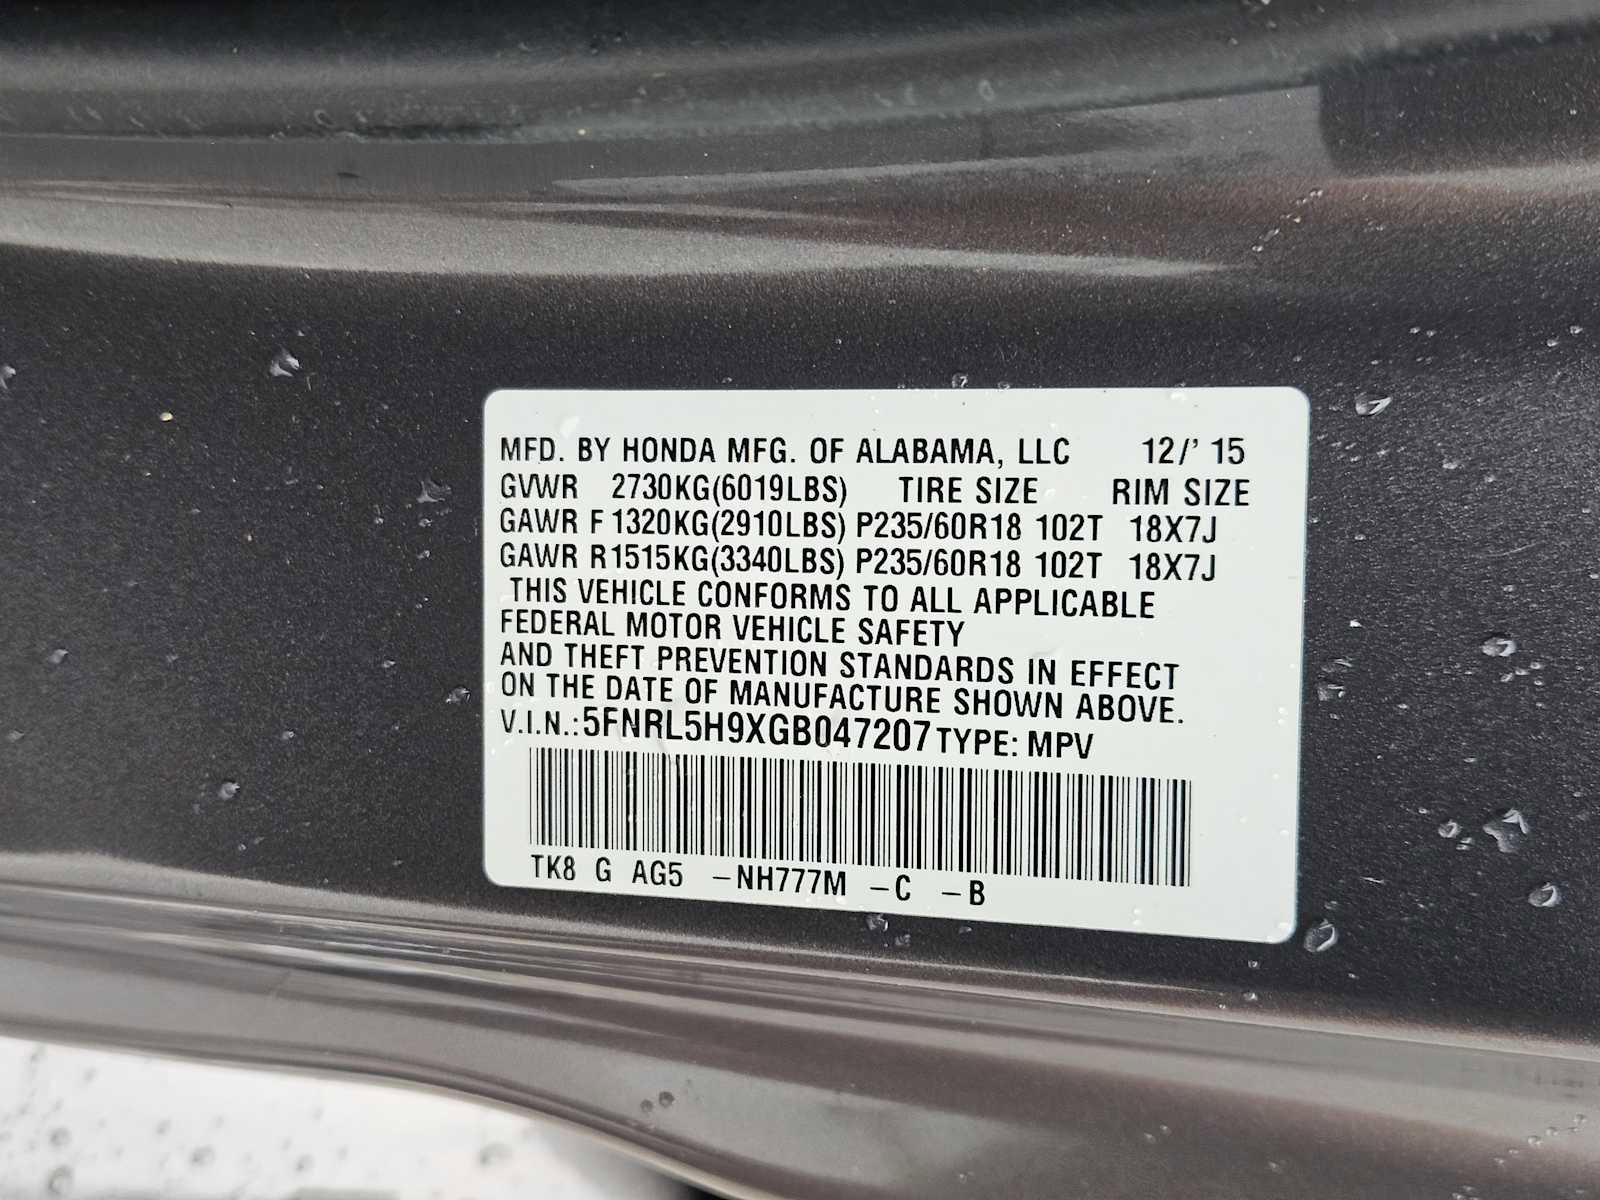 MFD. BY HONDA MFG. OF ALABAMA, LLC 12/' 15
GVWR 2730KG(6019LBS) TIRE SIZE RIM SIZE
GAWR F 1320KG(2910LBS) P235/60R18 102T 18X7J
GAWR R1515KG(3340LBS) P235/60R18 102T 18X7J
THIS VEHICLE CONFORMS TO ALL APPLICABLE
FEDERAL MOTOR VEHICLE SAFETY
AND THEFT PREVENTION STANDARDS IN EFFECT
ON THE DATE OF MANUFACTURE SHOWN ABOVE.
V.I.N.:5FNRL5H9XGB047207 TYPE: MPV
TK8 G AG5 -NH777M -C -B